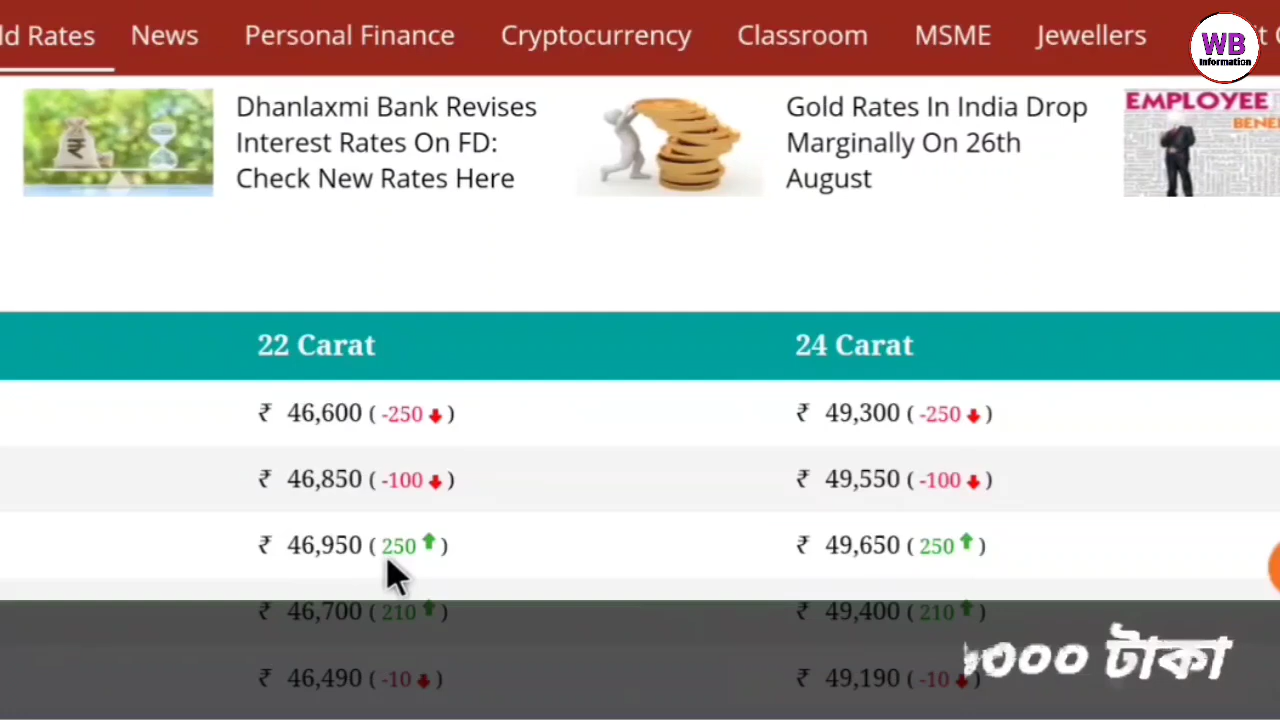 ld Rates News Personal Finance Cryptocurrency Classroom MSME Jewellers
WB
Information
Dhanlaxmi Bank Revises
Interest Rates On FD:
Check New Rates Here
Gold Rates In India Drop
Marginally On 26th
August
EMPLOYEE
BENE
22 Carat 24 Carat
₹ 46,600 ( -250 ) ₹ 49,300 ( -250 )
₹ 46,850 ( -100 ) ₹ 49,550 ( -100 )
₹ 46,950 ( 250 ) ₹ 49,650 ( 250 )
₹ 46,700 ( 210 ) ₹ 49,400 ( 210 )
₹ 46,490 ( -10 ) ₹ 49,190 ( -10 )
টাকা